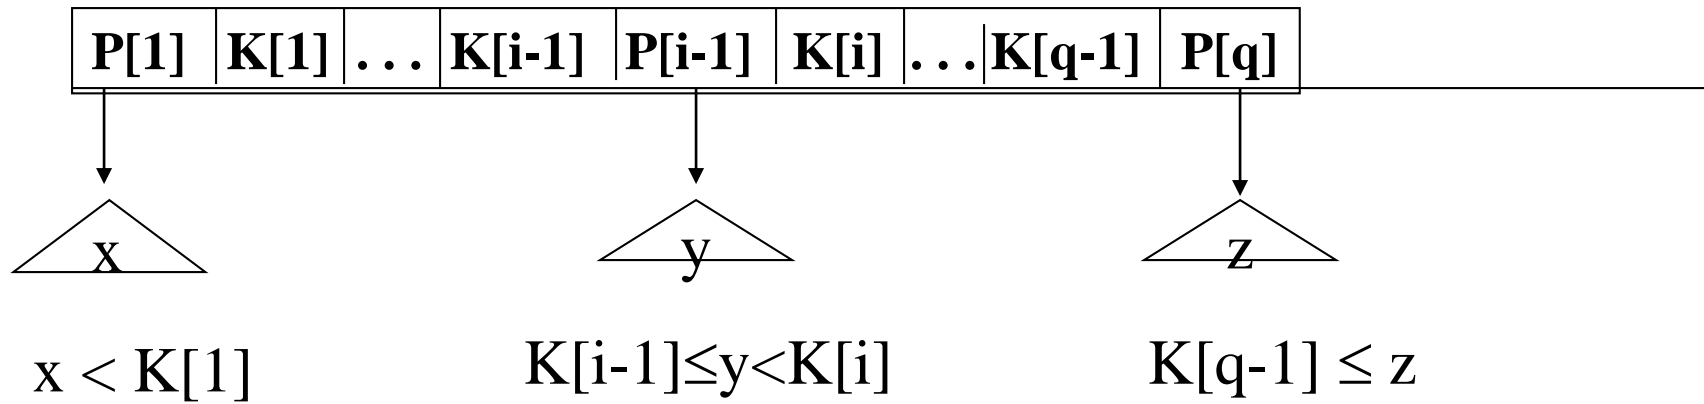 P[1] K[1] . . . K[i-1] P[i-1] K[i] . . . K[q-1] P[q]
x y z
x < K[1] K[i-1]≤y<K[i] K[q-1] ≤ z